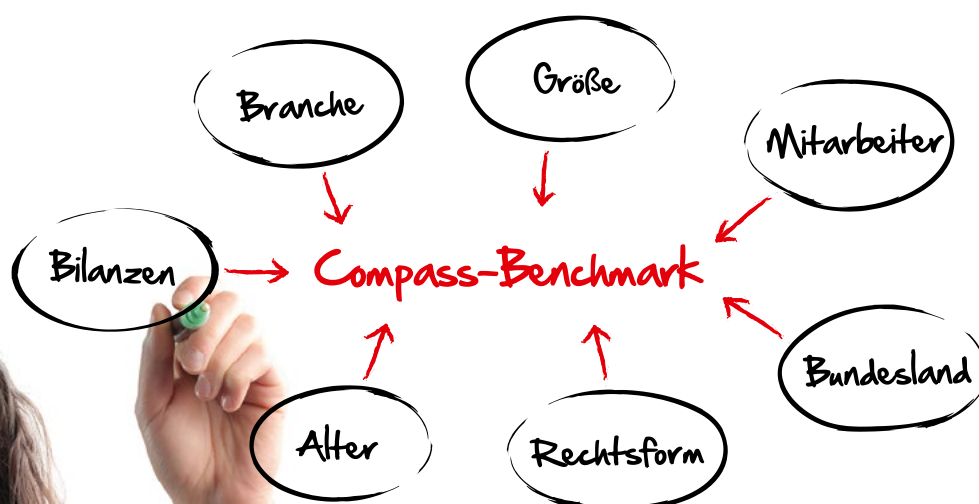 Branche
Größe
Mitarbeiter
Bilanzen
Compass-Benchmark
Bundesland
Alter
Rechtsform